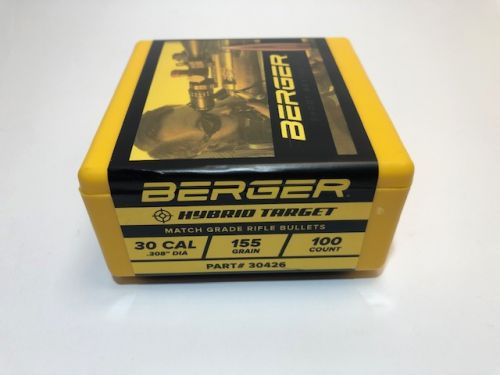 BERGER
BERGER
HYBRID TARGET
MATCH GRADE RIFLE BULLETS
30 CAL
.308" DIA
155
GRAIN
100
COUNT
PART# 30426